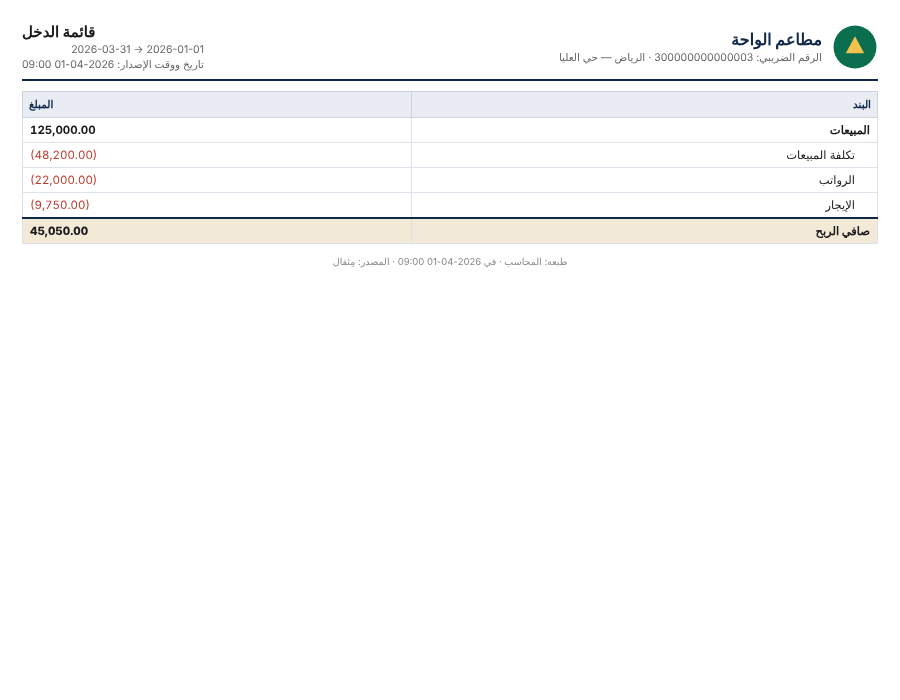 مطاعم الواحة
الرقم الضريبي: 300000000000003 · الرياض — حي العليا
قائمة الدخل
2026-01-01 → 2026-03-31
تاريخ ووقت الإصدار: 2026-04-01 09:00
البند المبلغ
المبيعات 125,000.00
تكلفة المبيعات (48,200.00)
الرواتب (22,000.00)
الإيجار (9,750.00)
صافي الربح 45,050.00
طبعه: المحاسب · في 2026-04-01 09:00 · المصدر: مِثقال